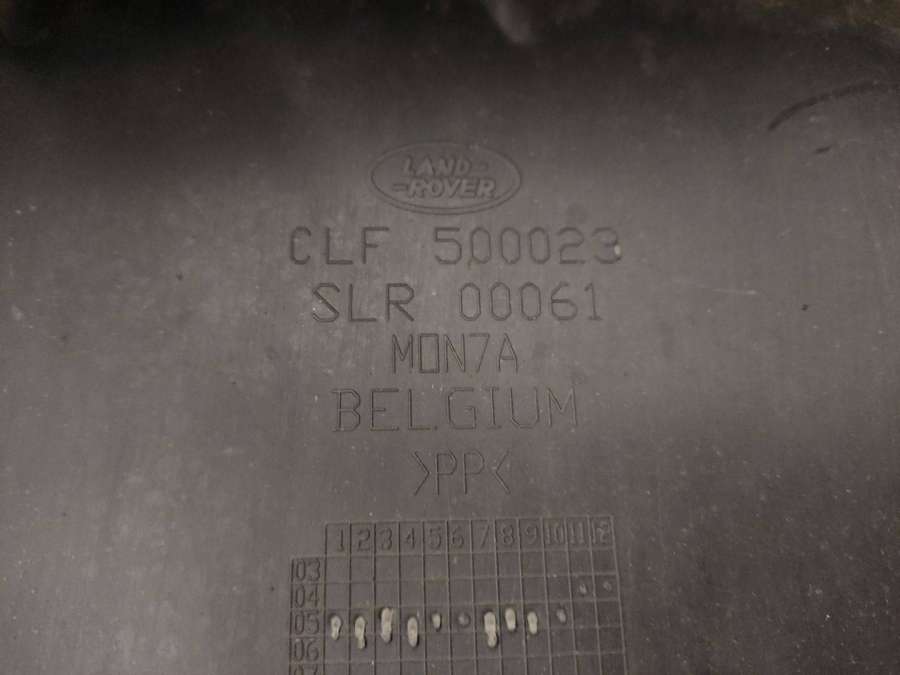 LAND-
-ROVER
CLF 500023
SLR 00061
MON7A
BELGIUM
>PP<
1 2 3 4 5 6 7 8 9 10 11 12
03
04
05
06